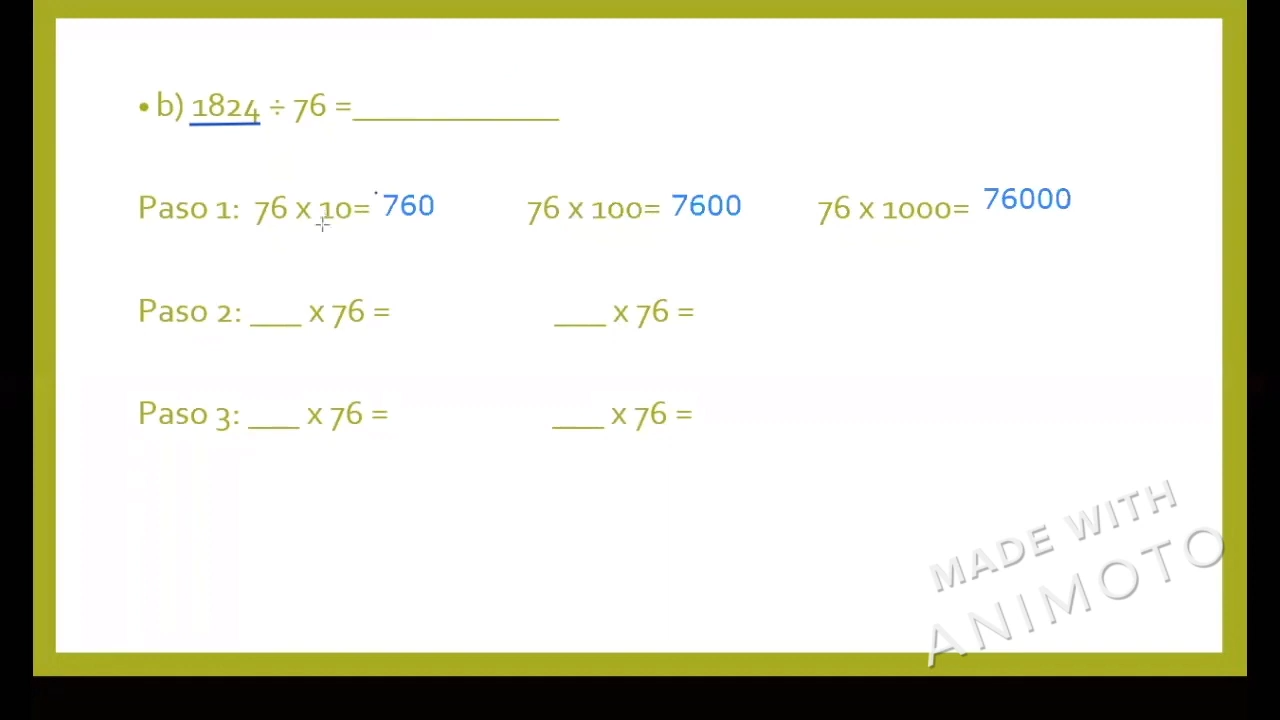 • b) 1824 ÷ 76 =____________
Paso 1: 76 x 10= 760 76 x 100= 7600 76 x 1000= 76000
Paso 2: ___ x 76 = ___ x 76 =
Paso 3: ___ x 76 = ___ x 76 =
MADE WITH
ANIMOTO